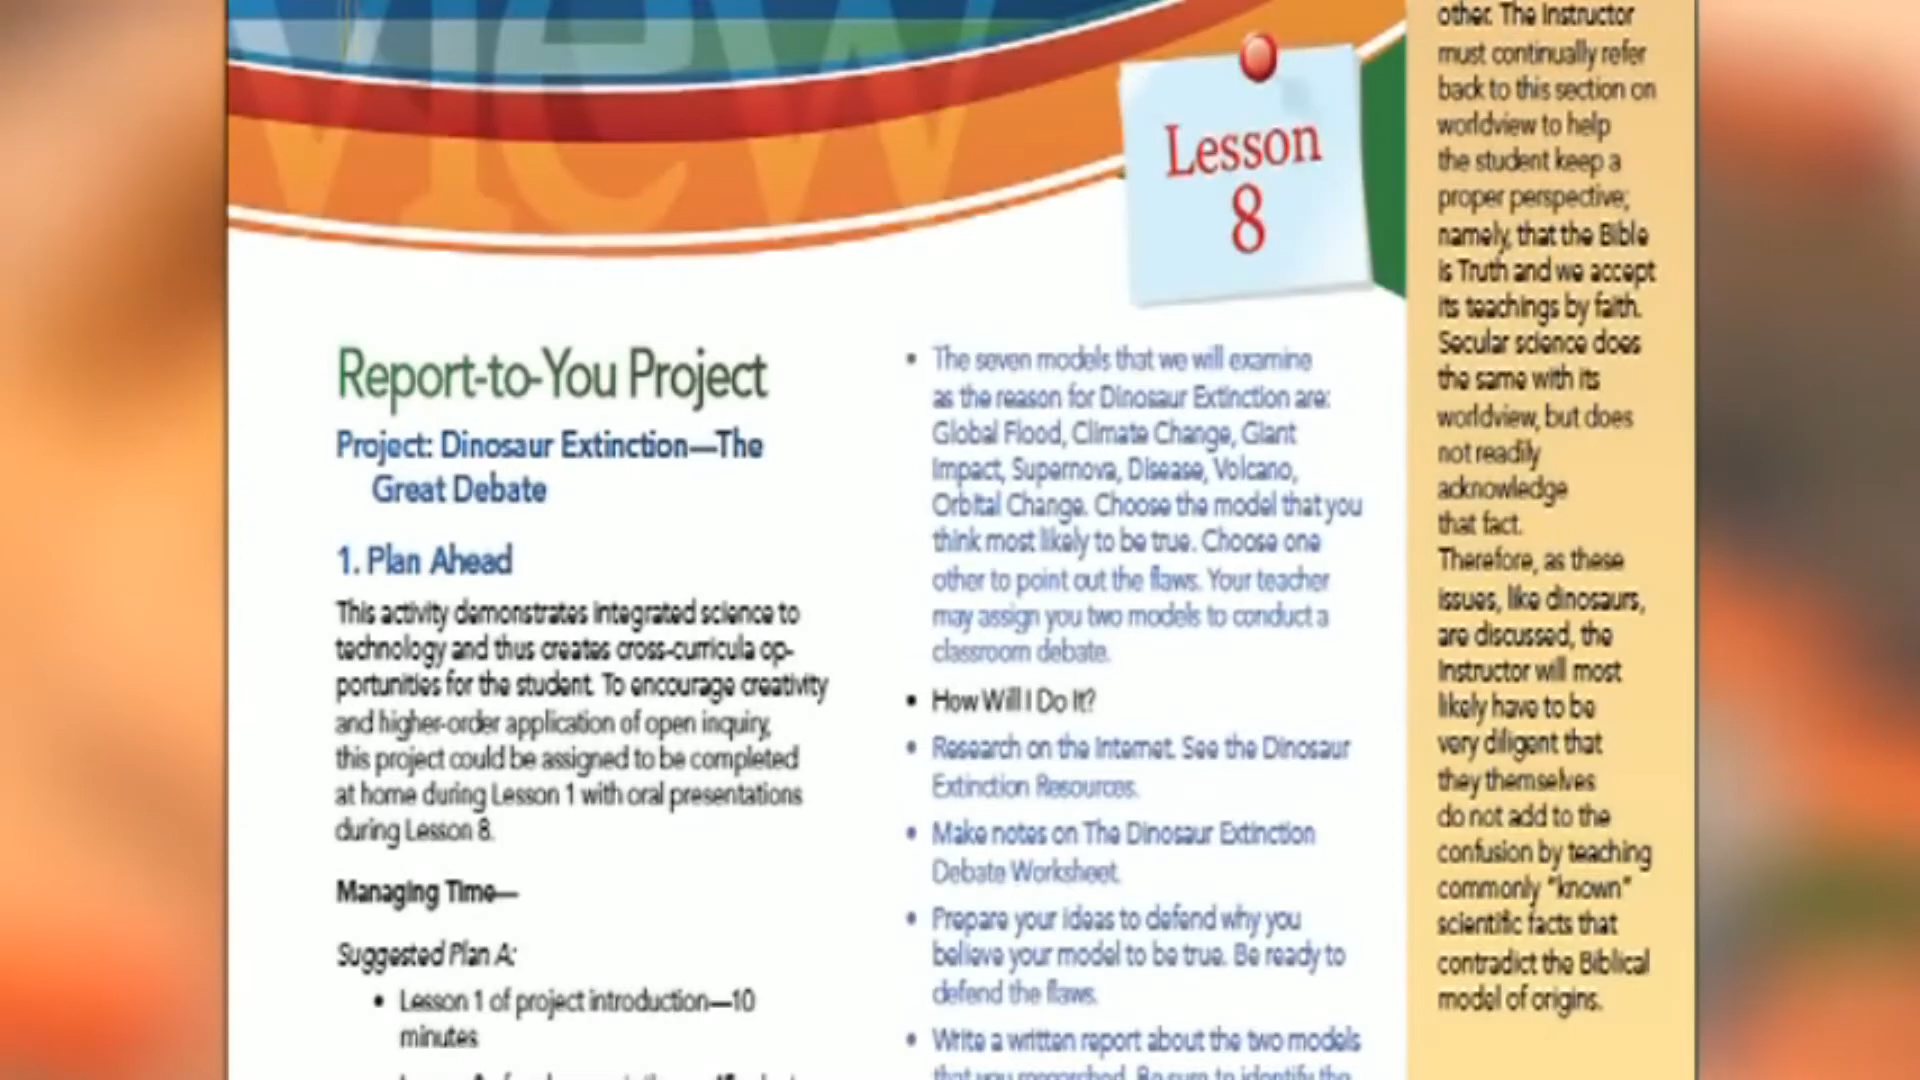 view
Lesson
8
Report-to-You Project
Project: Dinosaur Extinction—The
Great Debate
1. Plan Ahead
This activity demonstrates integrated science to
technology and thus creates cross-curricula op-
portunities for the student. To encourage creativity
and higher-order application of open inquiry,
this project could be assigned to be completed
at home during Lesson 1 with oral presentations
during Lesson 8.
Managing Time—
Suggested Plan A:
• Lesson 1 of project introduction—10
minutes
• The seven models that we will examine
as the reason for Dinosaur Extinction are:
Global Flood, Climate Change, Giant
Impact, Supernova, Disease, Volcano,
Orbital Change. Choose the model that you
think most likely to be true. Choose one
other to point out the flaws. Your teacher
may assign you two models to conduct a
classroom debate.
• How Will I Do It?
• Research on the Internet. See the Dinosaur
Extinction Resources.
• Make notes on The Dinosaur Extinction
Debate Worksheet.
• Prepare your ideas to defend why you
believe your model to be true. Be ready to
defend the flaws.
• Write a written report about the two models
that you researched. Be sure to identify the
other. The Instructor
must continually refer
back to this section on
worldview to help
the student keep a
proper perspective;
namely, that the Bible
is Truth and we accept
its teachings by faith.
Secular science does
the same with its
worldview, but does
not readily
acknowledge
that fact.
Therefore, as these
issues, like dinosaurs,
are discussed, the
Instructor will most
likely have to be
very diligent that
they themselves
do not add to the
confusion by teaching
commonly "known"
scientific facts that
contradict the Biblical
model of origins.